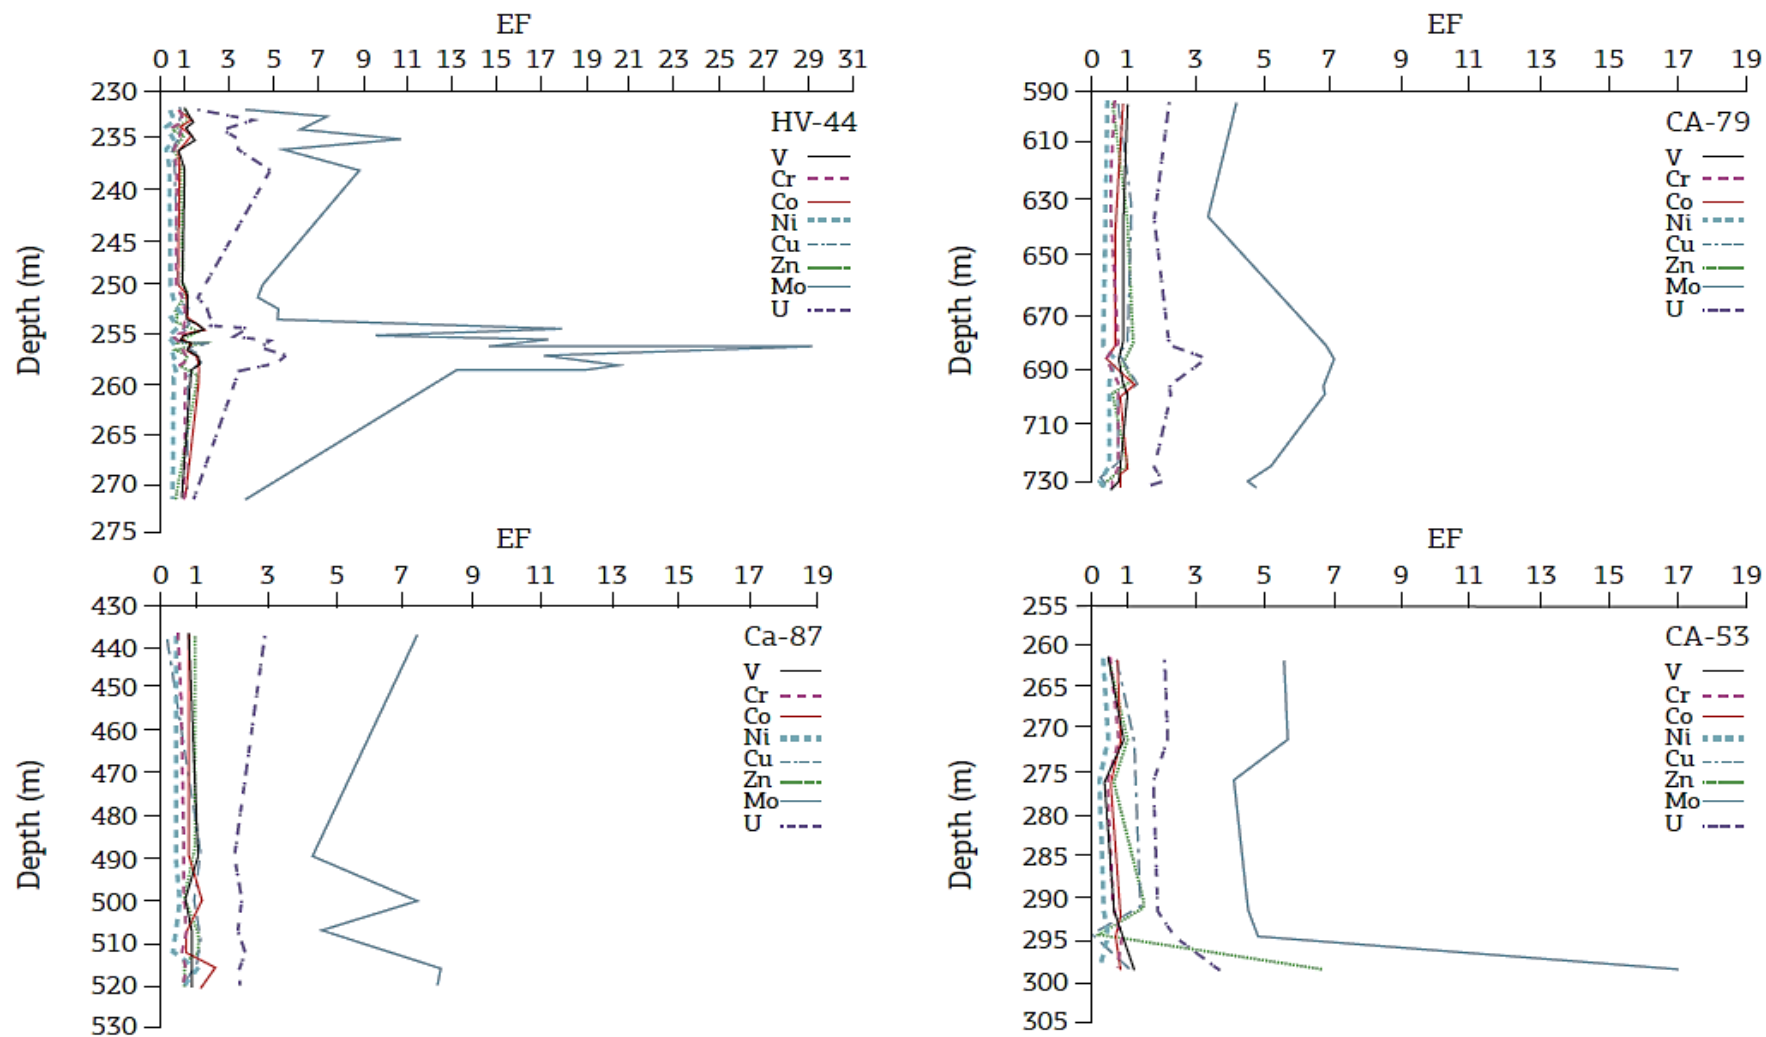 EF
0 1 3 5 7 9 11 13 15 17 19 21 23 25 27 29 31
230
235
240
245
250
255
260
265
270
275
Depth (m)
HV-44
V
Cr
Co
Ni
Cu
Zn
Mo
U
EF
0 1 3 5 7 9 11 13 15 17 19
590
610
630
650
670
690
710
730
Depth (m)
CA-79
V
Cr
Co
Ni
Cu
Zn
Mo
U
EF
0 1 3 5 7 9 11 13 15 17 19
430
440
450
460
470
480
490
500
510
520
530
Depth (m)
Ca-87
V
Cr
Co
Ni
Cu
Zn
Mo
U
EF
0 1 3 5 7 9 11 13 15 17 19
255
260
265
270
275
280
285
290
295
300
305
Depth (m)
CA-53
V
Cr
Co
Ni
Cu
Zn
Mo
U